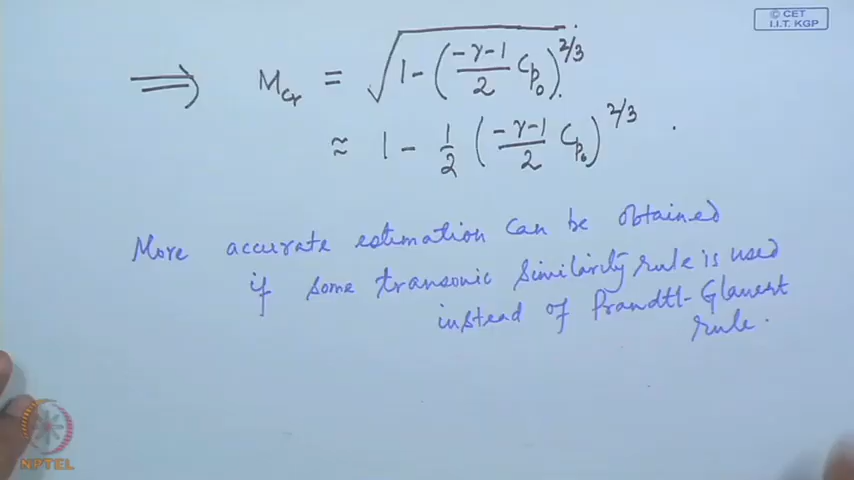 © CET
I.I.T. KGP
⟹ M_cr = √(1 - ((-γ-1)/2 C_p0)^2/3)
≈ 1 - 1/2 ((-γ-1)/2 C_p0)^2/3 .
More accurate estimation can be obtained
if some transonic similarity rule is used
instead of Prandtl-Glauert
rule.
NPTEL